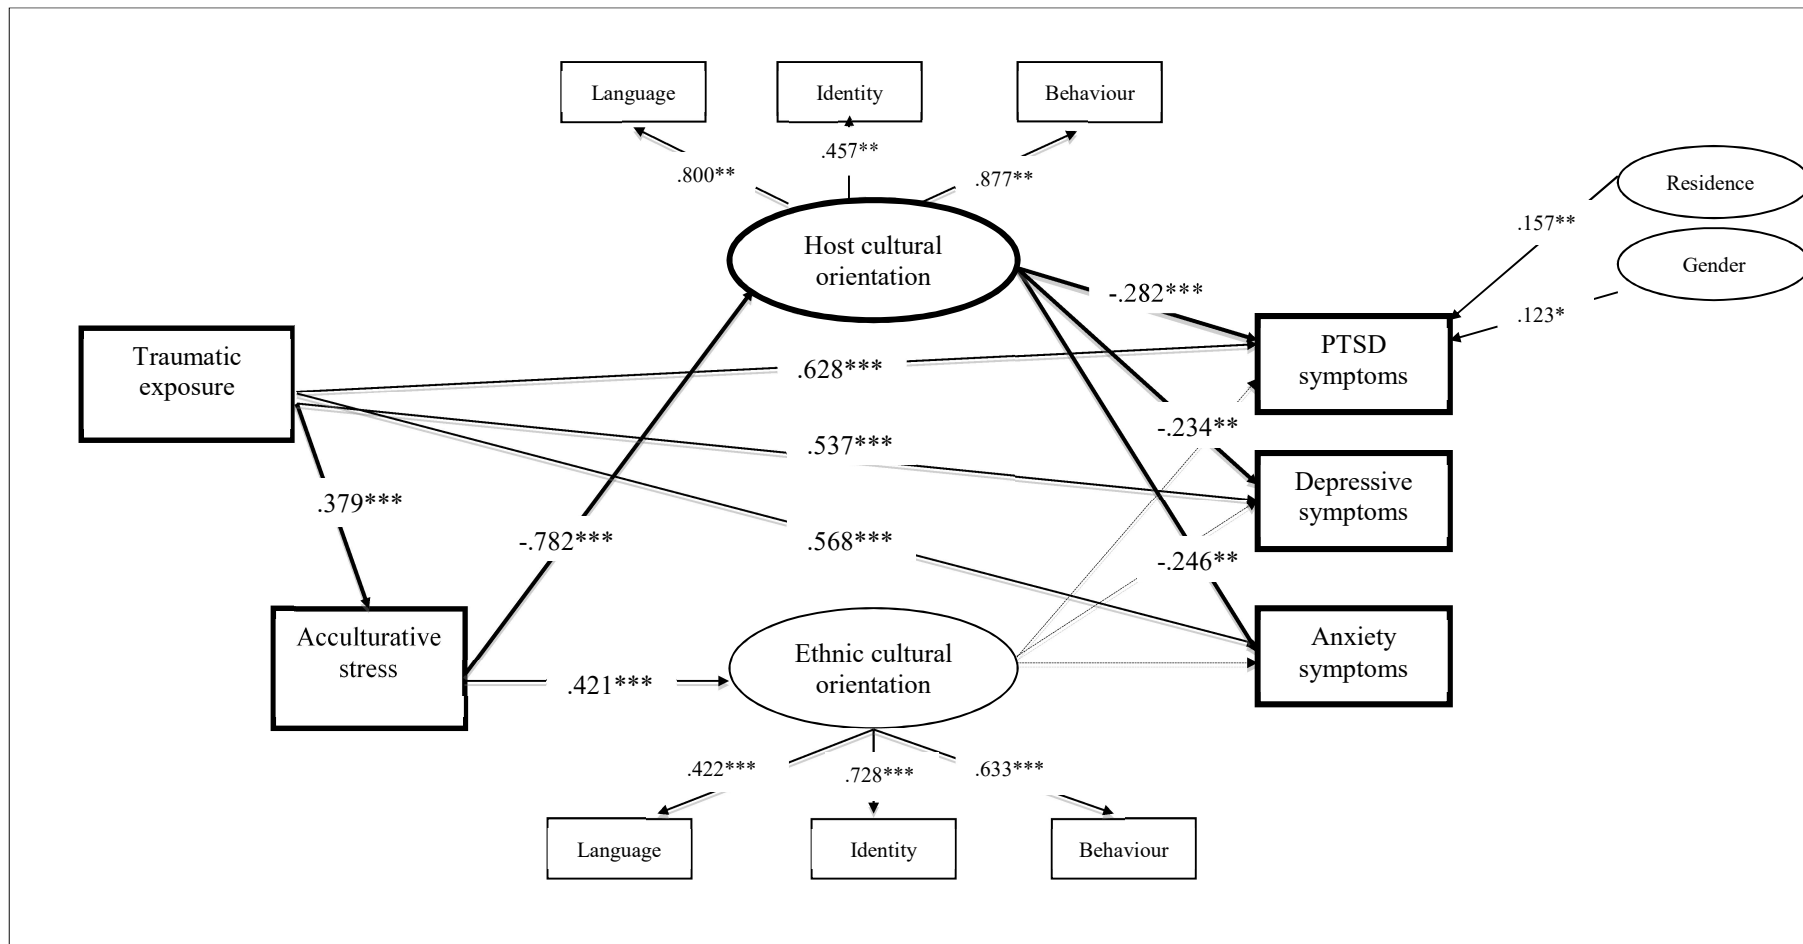 Language
Identity
Behaviour
.800**
.457**
.877**
Residence
.157**
Host cultural
orientation
Gender
-.282***
.123*
Traumatic
exposure
.628***
PTSD
symptoms
-.234**
.537***
.379***
Depressive
symptoms
-.782***
.568***
-.246**
Acculturative
stress
.421***
Ethnic cultural
orientation
Anxiety
symptoms
.422***
.728***
.633***
Language
Identity
Behaviour